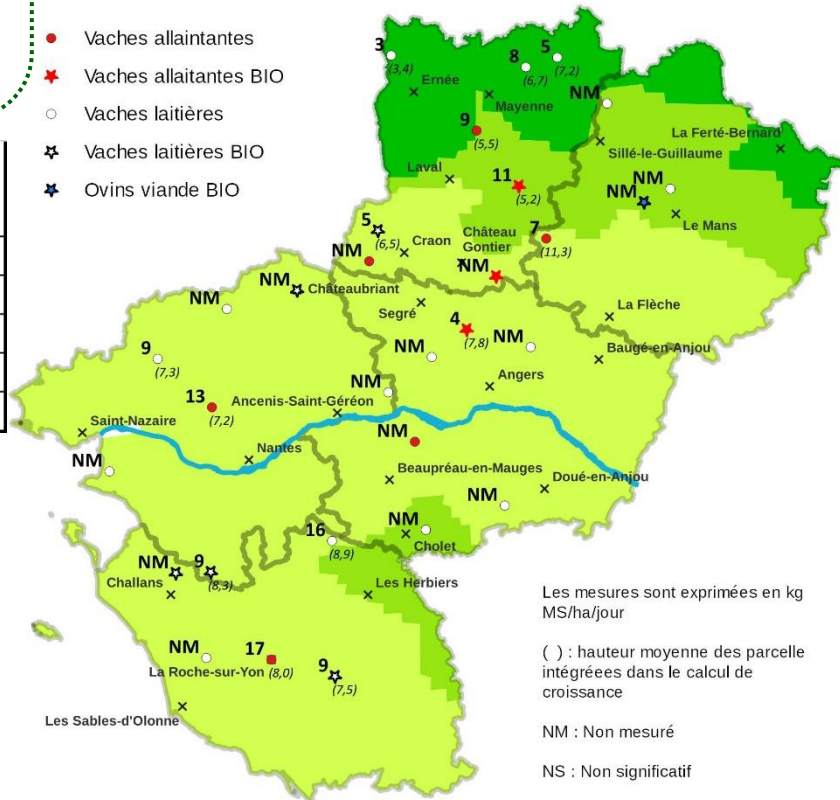 Vaches allaintantes
Vaches allaitantes BIO
Vaches laitières
Vaches laitières BIO
Ovins viande BIO
3
(3,4)
Ernée
8
(6,7)
5
(7,2)
Mayenne
NM
9
(5,5)
La Ferté-Bernard
Sillé-le-Guillaume
Laval
11
(5,2)
NM
NM
Le Mans
5
(6,5)
Craon
Château
Gontier
7
(11,3)
NM
NM
NM
Châteaubriant
NM
Segré
La Flèche
4
(7,8)
NM
NM
Baugé-en-Anjou
9
(7,3)
Angers
NM
13
(7,2)
Ancenis-Saint-Géréon
Saint-Nazaire
NM
Nantes
NM
Beaupréau-en-Mauges
Doué-en-Anjou
NM
NM
Cholet
16
(8,9)
NM
9
(8,3)
Challans
Les Herbiers
NM
17
(8,0)
La Roche-sur-Yon
9
(7,5)
Les Sables-d'Olonne
Les mesures sont exprimées en kg
MS/ha/jour
( ) : hauteur moyenne des parcelle
intégréees dans le calcul de
croissance
NM : Non mesuré
NS : Non significatif